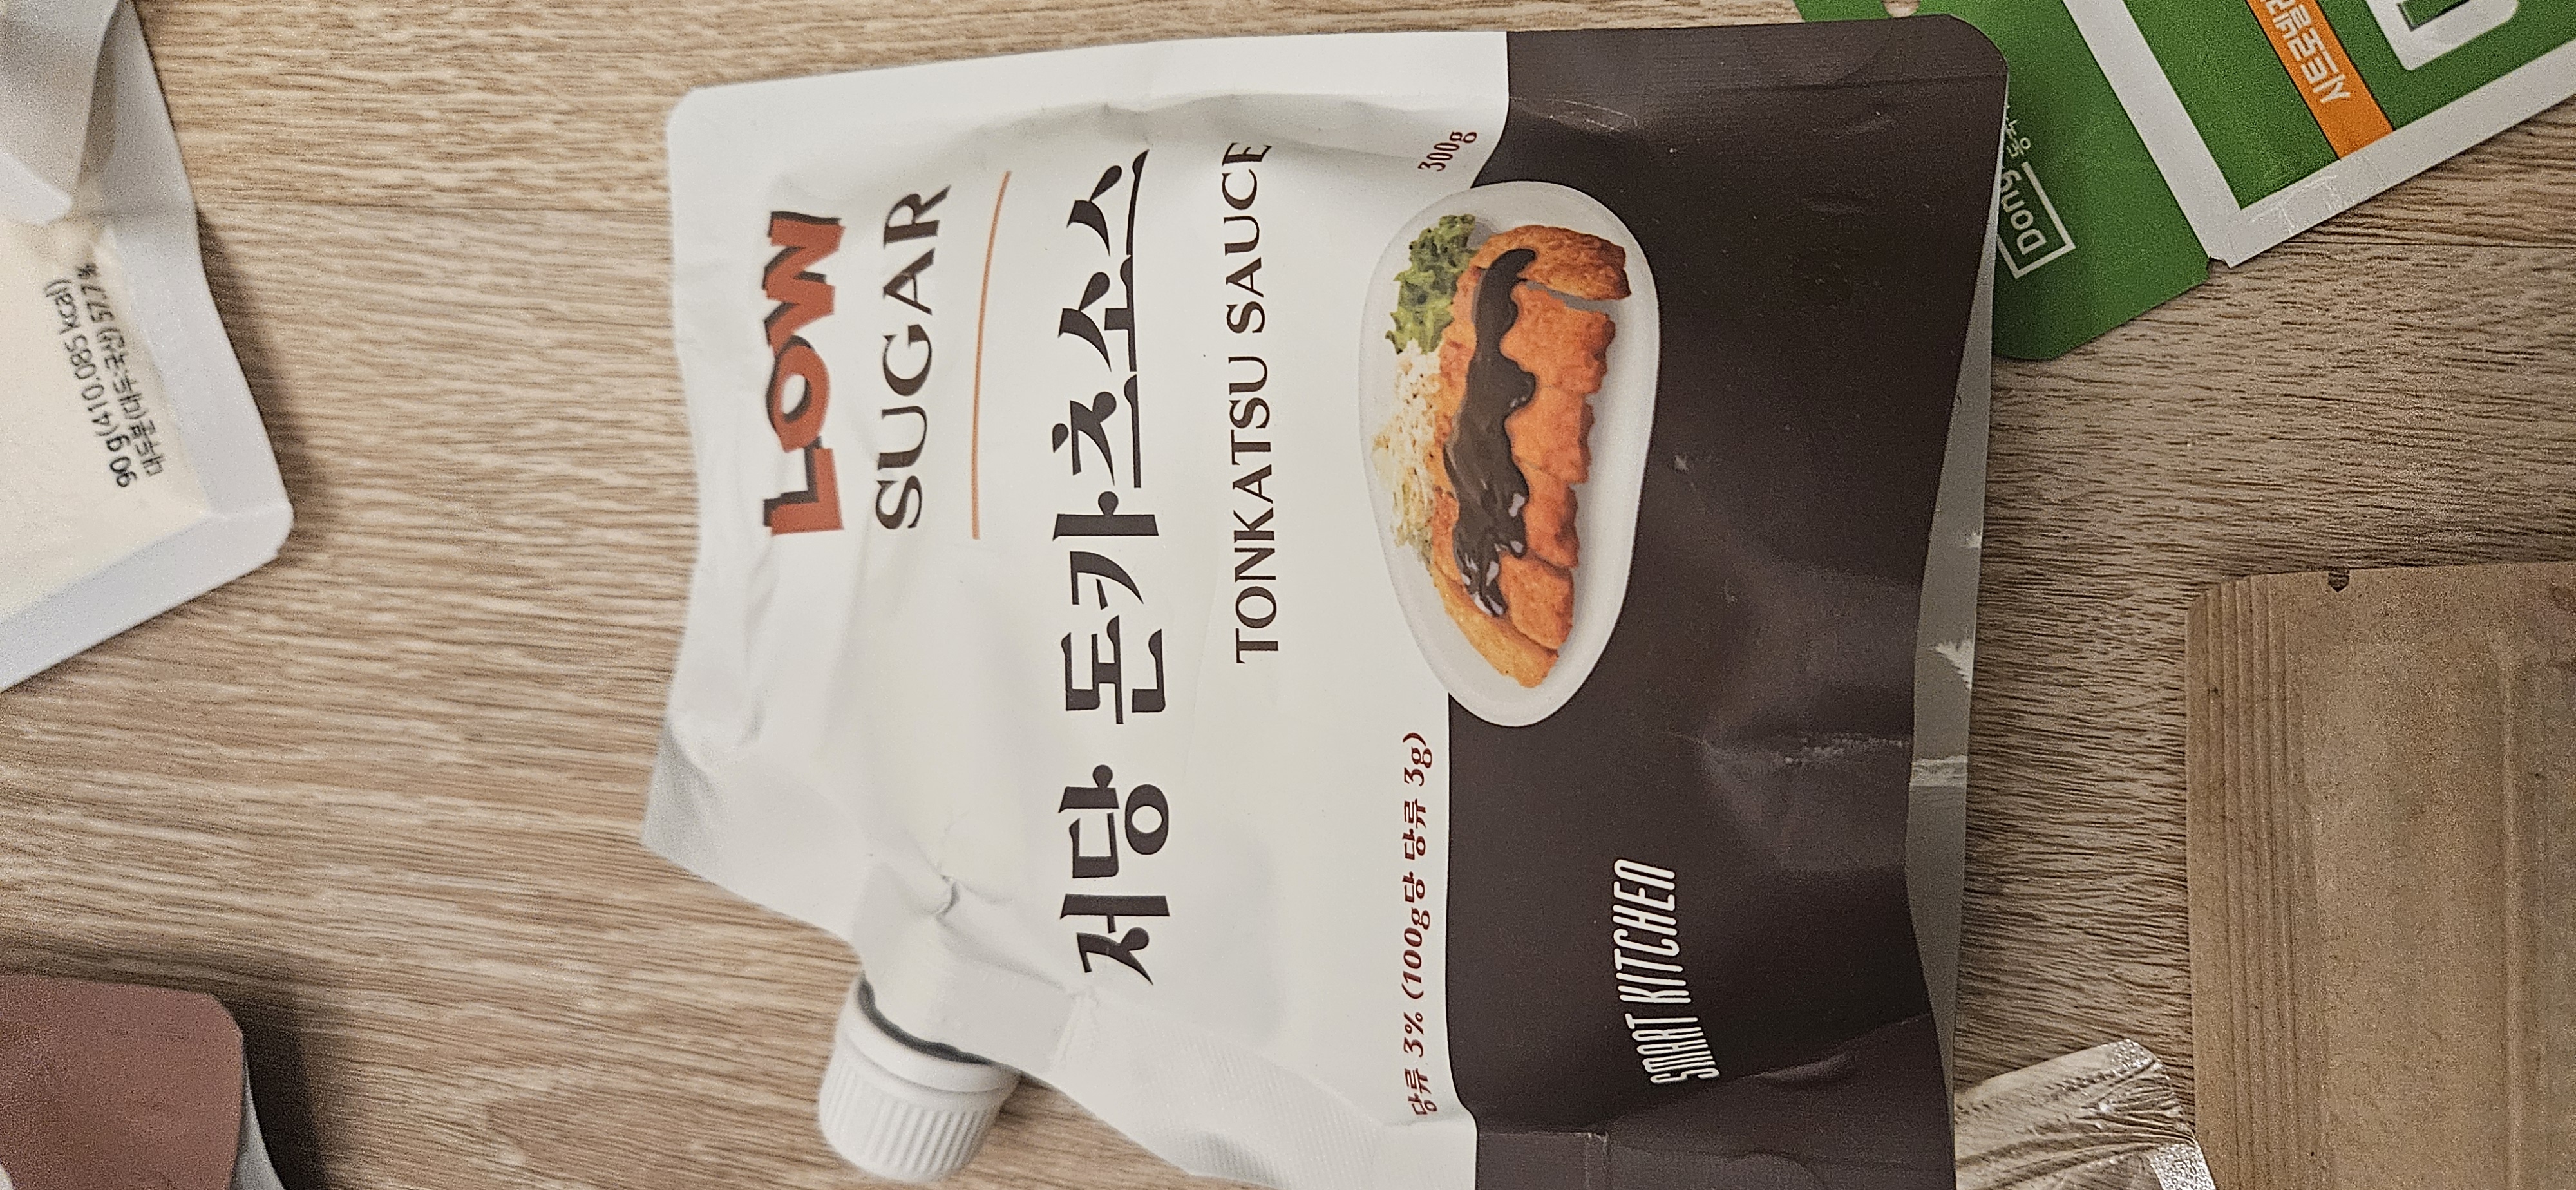 LOW
SUGAR
저당 돈가츠소스
TONKATSU SAUCE
당류 3% (100g당 당류 3g)
300g
SMART KITCHEN
90 g (410.085 kcal)
대두분(대두:국산) 57.7 %
Dong